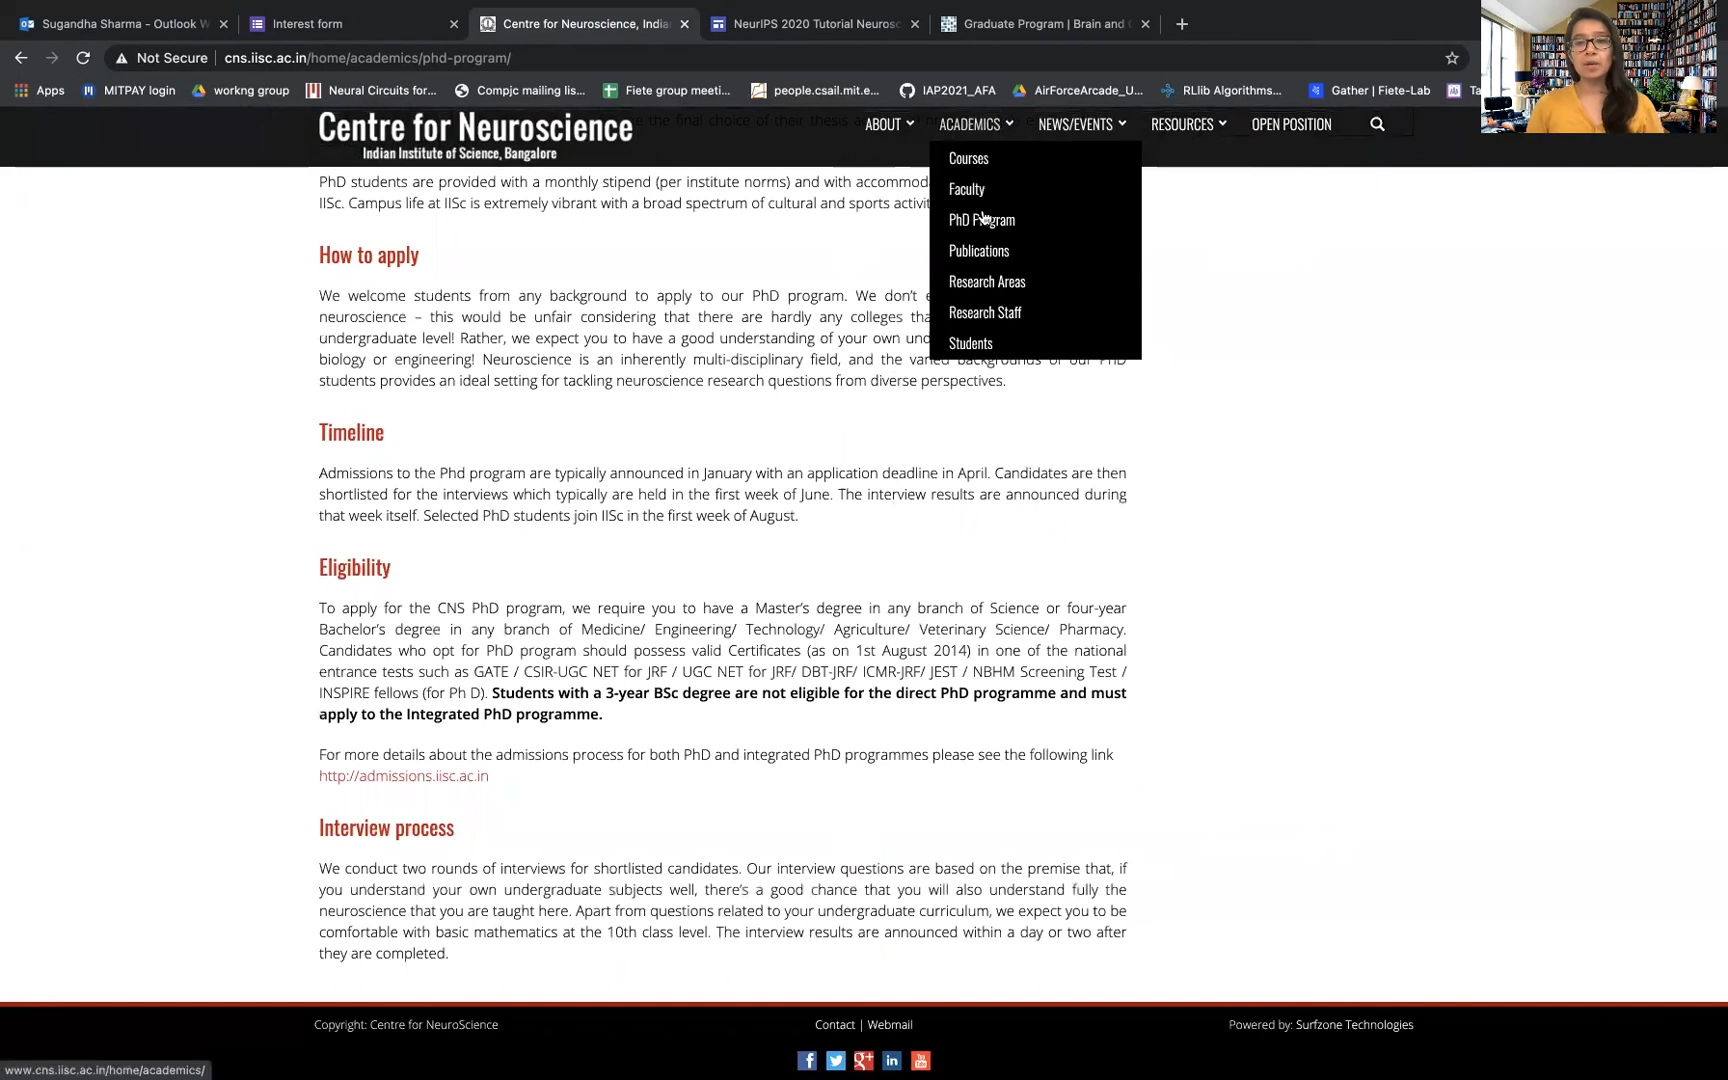 Sugandha Sharma - Outlook W
Interest form
Centre for Neuroscience, India
NeurIPS 2020 Tutorial Neurosc
Graduate Program | Brain and C
Not Secure
cns.iisc.ac.in/home/academics/phd-program/
Apps
MITPAY login
workng group
Neural Circuits for...
Compjc mailing lis...
Fiete group meeti...
people.csail.mit.e...
IAP2021_AFA
AirForceArcade_U...
RLlib Algorithms...
Gather | Fiete-Lab
Ta
the final choice of their thesis
Centre for Neuroscience
Indian Institute of Science, Bangalore
ABOUT
ACADEMICS
NEWS/EVENTS
RESOURCES
OPEN POSITION
Courses
Faculty
PhD Program
Publications
Research Areas
Research Staff
Students
PhD students are provided with a monthly stipend (per institute norms) and with accommoda
IISc. Campus life at IISc is extremely vibrant with a broad spectrum of cultural and sports activit
How to apply
We welcome students from any background to apply to our PhD program. We don't e
neuroscience – this would be unfair considering that there are hardly any colleges tha
undergraduate level! Rather, we expect you to have a good understanding of your own und
biology or engineering! Neuroscience is an inherently multi-disciplinary field, and the varied backgrounds of our PhD
students provides an ideal setting for tackling neuroscience research questions from diverse perspectives.
Timeline
Admissions to the Phd program are typically announced in January with an application deadline in April. Candidates are then
shortlisted for the interviews which typically are held in the first week of June. The interview results are announced during
that week itself. Selected PhD students join IISc in the first week of August.
Eligibility
To apply for the CNS PhD program, we require you to have a Master's degree in any branch of Science or four-year
Bachelor's degree in any branch of Medicine/ Engineering/ Technology/ Agriculture/ Veterinary Science/ Pharmacy.
Candidates who opt for PhD program should possess valid Certificates (as on 1st August 2014) in one of the national
entrance tests such as GATE / CSIR-UGC NET for JRF / UGC NET for JRF/ DBT-JRF/ ICMR-JRF/ JEST / NBHM Screening Test /
INSPIRE fellows (for Ph D). Students with a 3-year BSc degree are not eligible for the direct PhD programme and must
apply to the Integrated PhD programme.
For more details about the admissions process for both PhD and integrated PhD programmes please see the following link
http://admissions.iisc.ac.in
Interview process
We conduct two rounds of interviews for shortlisted candidates. Our interview questions are based on the premise that, if
you understand your own undergraduate subjects well, there's a good chance that you will also understand fully the
neuroscience that you are taught here. Apart from questions related to your undergraduate curriculum, we expect you to be
comfortable with basic mathematics at the 10th class level. The interview results are announced within a day or two after
they are completed.
Copyright: Centre for NeuroScience
Contact | Webmail
Powered by: Surfzone Technologies
www.cns.iisc.ac.in/home/academics/